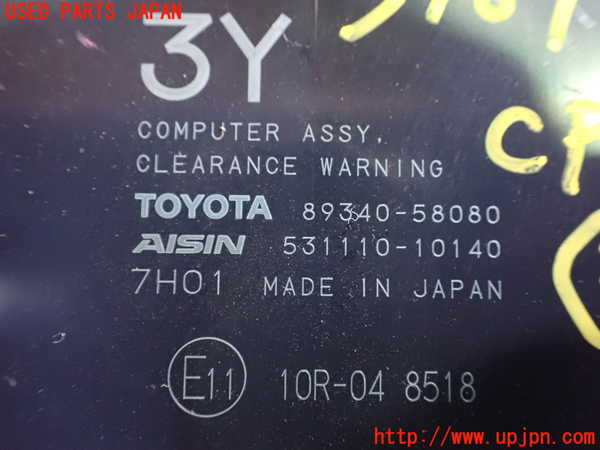 USED PARTS JAPAN
3Y
COMPUTER ASSY,
CLEARANCE WARNING
TOYOTA 89340-58080
AISIN 531110-10140
7H01 MADE IN JAPAN
E11 10R-04 8518
UPJ http://www.upjpn.com/